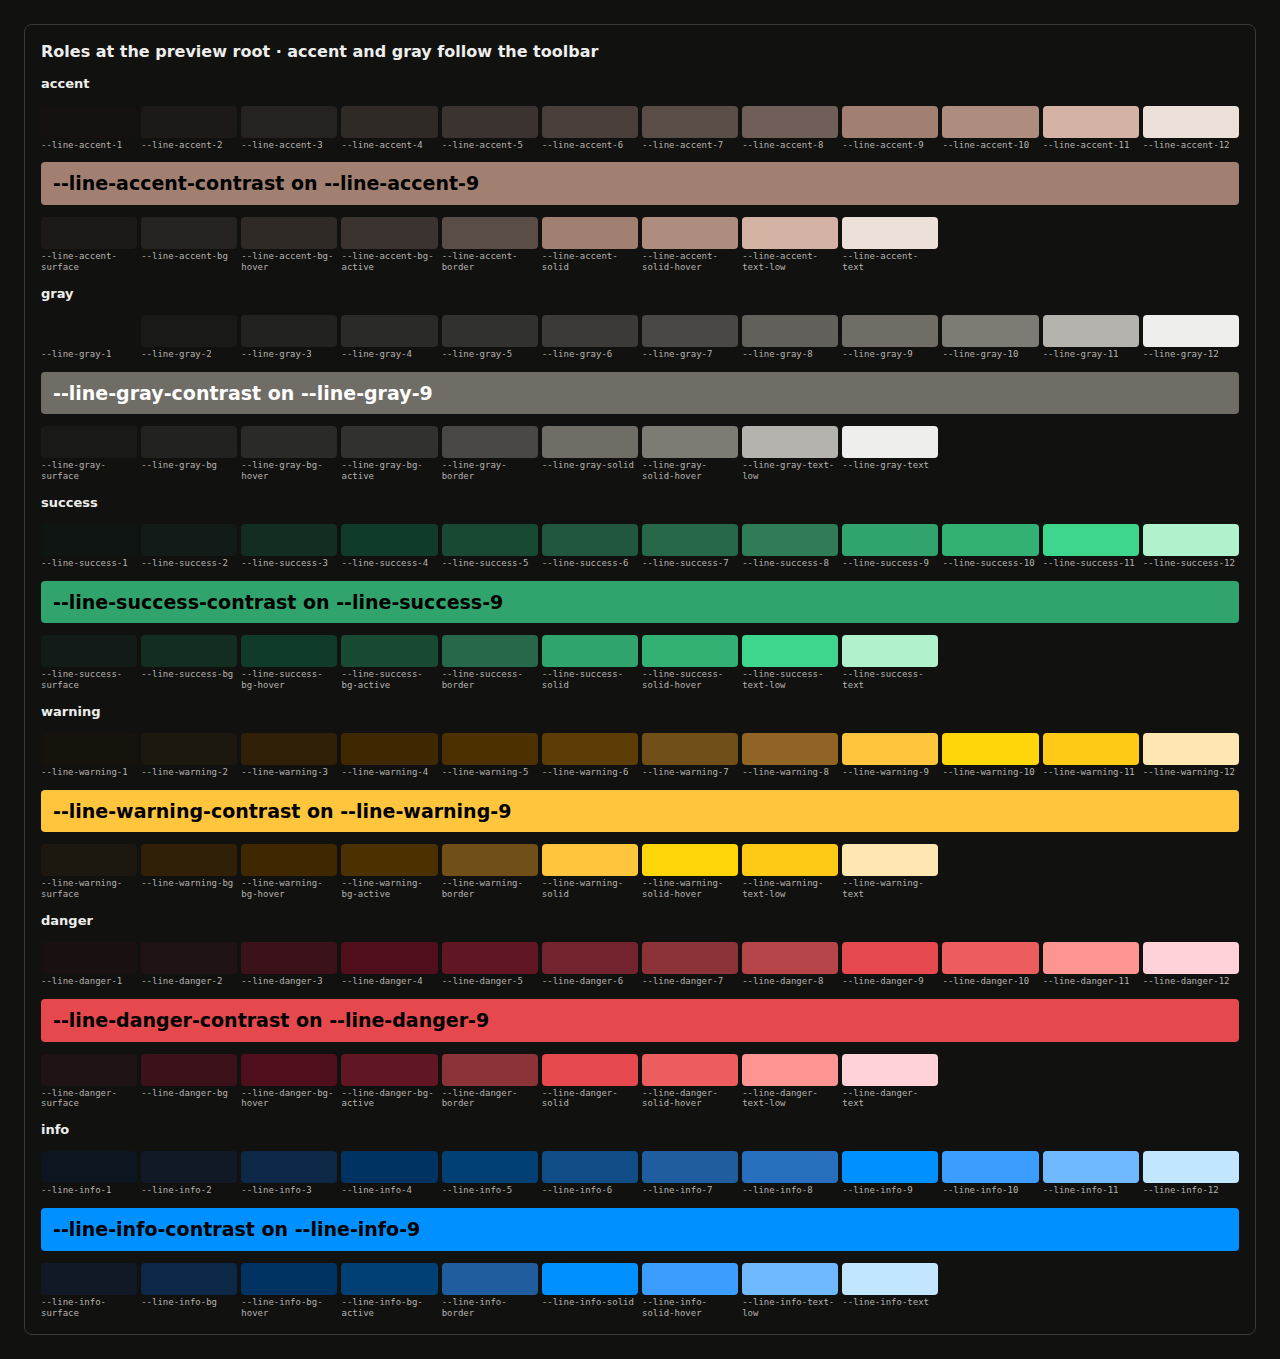 Roles at the preview root · accent and gray follow the toolbar
accent
--line-accent-1 --line-accent-2 --line-accent-3 --line-accent-4 --line-accent-5 --line-accent-6 --line-accent-7 --line-accent-8 --line-accent-9 --line-accent-10 --line-accent-11 --line-accent-12
--line-accent-contrast on --line-accent-9
--line-accent- --line-accent-bg --line-accent-bg- --line-accent-bg- --line-accent- --line-accent- --line-accent- --line-accent- --line-accent-
surface hover active border solid solid-hover text-low text
gray
--line-gray-1 --line-gray-2 --line-gray-3 --line-gray-4 --line-gray-5 --line-gray-6 --line-gray-7 --line-gray-8 --line-gray-9 --line-gray-10 --line-gray-11 --line-gray-12
--line-gray-contrast on --line-gray-9
--line-gray- --line-gray-bg --line-gray-bg- --line-gray-bg- --line-gray- --line-gray-solid --line-gray- --line-gray-text- --line-gray-text
surface hover active border solid-hover low
success
--line-success-1 --line-success-2 --line-success-3 --line-success-4 --line-success-5 --line-success-6 --line-success-7 --line-success-8 --line-success-9 --line-success-10 --line-success-11 --line-success-12
--line-success-contrast on --line-success-9
--line-success- --line-success-bg --line-success- --line-success- --line-success- --line-success- --line-success- --line-success- --line-success-
surface bg-hover bg-active border solid solid-hover text-low text
warning
--line-warning-1 --line-warning-2 --line-warning-3 --line-warning-4 --line-warning-5 --line-warning-6 --line-warning-7 --line-warning-8 --line-warning-9 --line-warning-10 --line-warning-11 --line-warning-12
--line-warning-contrast on --line-warning-9
--line-warning- --line-warning-bg --line-warning- --line-warning- --line-warning- --line-warning- --line-warning- --line-warning- --line-warning-
surface bg-hover bg-active border solid solid-hover text-low text
danger
--line-danger-1 --line-danger-2 --line-danger-3 --line-danger-4 --line-danger-5 --line-danger-6 --line-danger-7 --line-danger-8 --line-danger-9 --line-danger-10 --line-danger-11 --line-danger-12
--line-danger-contrast on --line-danger-9
--line-danger- --line-danger-bg --line-danger-bg- --line-danger-bg- --line-danger- --line-danger- --line-danger- --line-danger- --line-danger-
surface hover active border solid solid-hover text-low text
info
--line-info-1 --line-info-2 --line-info-3 --line-info-4 --line-info-5 --line-info-6 --line-info-7 --line-info-8 --line-info-9 --line-info-10 --line-info-11 --line-info-12
--line-info-contrast on --line-info-9
--line-info- --line-info-bg --line-info-bg- --line-info-bg- --line-info- --line-info-solid --line-info- --line-info-text- --line-info-text
surface hover active border solid-hover low